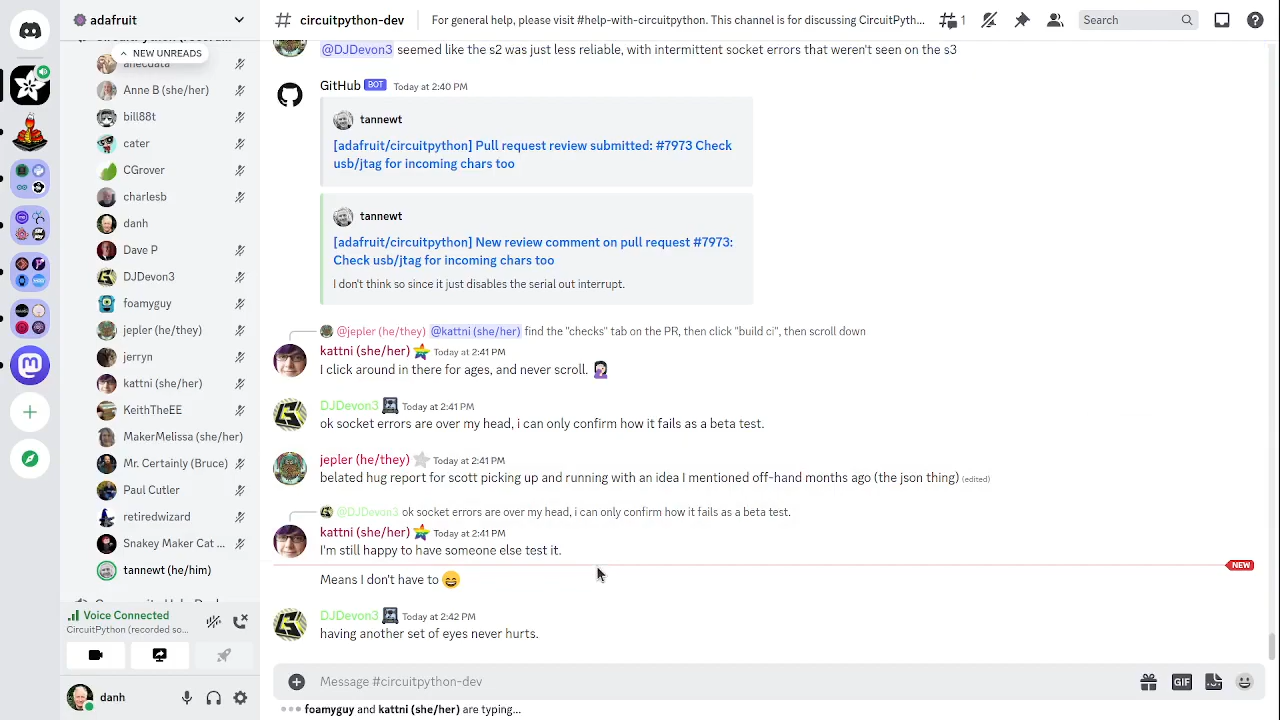 adafruit
# circuitpython-dev
For general help, please visit #help-with-circuitpython. This channel is for discussing CircuitPyth...
1
Search
NEW UNREADS
anecdata
Anne B (she/her)
bill88t
cater
CGrover
charlesb
danh
Dave P
DJDevon3
foamyguy
jepler (he/they)
jerryn
kattni (she/her)
KeithTheEE
MakerMelissa (she/her)
Mr. Certainly (Bruce)
Paul Cutler
retiredwizard
Snakey Maker Cat ...
tannewt (he/him)
Voice Connected
CircuitPython (recorded so...
danh
@DJDevon3 seemed like the s2 was just less reliable, with intermittent socket errors that weren't seen on the s3
GitHub BOT Today at 2:40 PM
tannewt
[adafruit/circuitpython] Pull request review submitted: #7973 Check
usb/jtag for incoming chars too
tannewt
[adafruit/circuitpython] New review comment on pull request #7973:
Check usb/jtag for incoming chars too
I don't think so since it just disables the serial out interrupt.
@jepler (he/they) @kattni (she/her) find the "checks" tab on the PR, then click "build ci", then scroll down
kattni (she/her) Today at 2:41 PM
I click around in there for ages, and never scroll. 🤦🏻‍♀️
DJDevon3 Today at 2:41 PM
ok socket errors are over my head, i can only confirm how it fails as a beta test.
jepler (he/they) Today at 2:41 PM
belated hug report for scott picking up and running with an idea I mentioned off-hand months ago (the json thing) (edited)
@DJDevon3 ok socket errors are over my head, i can only confirm how it fails as a beta test.
kattni (she/her) Today at 2:41 PM
I'm still happy to have someone else test it.
NEW
Means I don't have to 😄
DJDevon3 Today at 2:42 PM
having another set of eyes never hurts.
Message #circuitpython-dev
GIF
foamyguy and kattni (she/her) are typing...